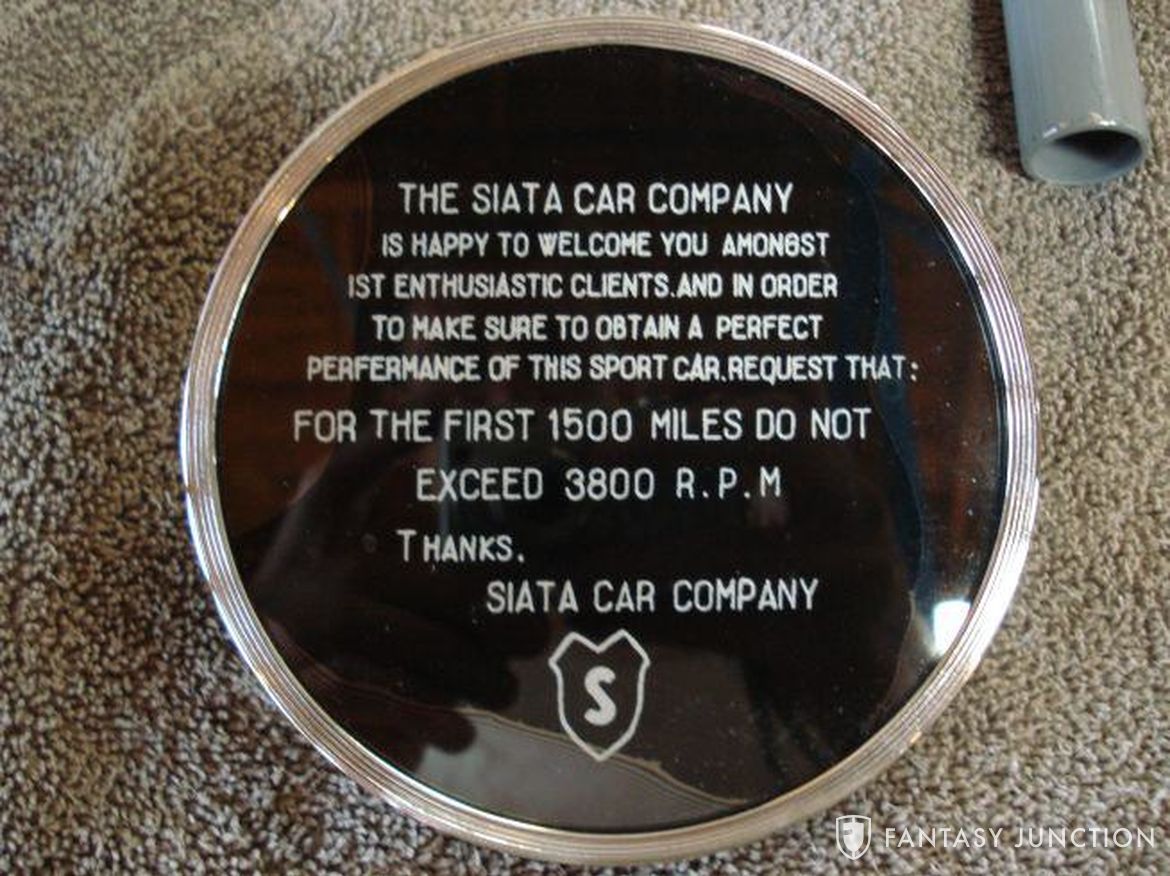 THE SIATA CAR COMPANY
IS HAPPY TO WELCOME YOU AMONGST
IST ENTHUSIASTIC CLIENTS.AND IN ORDER
TO MAKE SURE TO OBTAIN A PERFECT
PERFERMANCE OF THIS SPORT CAR.REQUEST THAT:
FOR THE FIRST 1500 MILES DO NOT
EXCEED 3800 R.P.M
THANKS.
SIATA CAR COMPANY
S
FANTASY JUNCTION